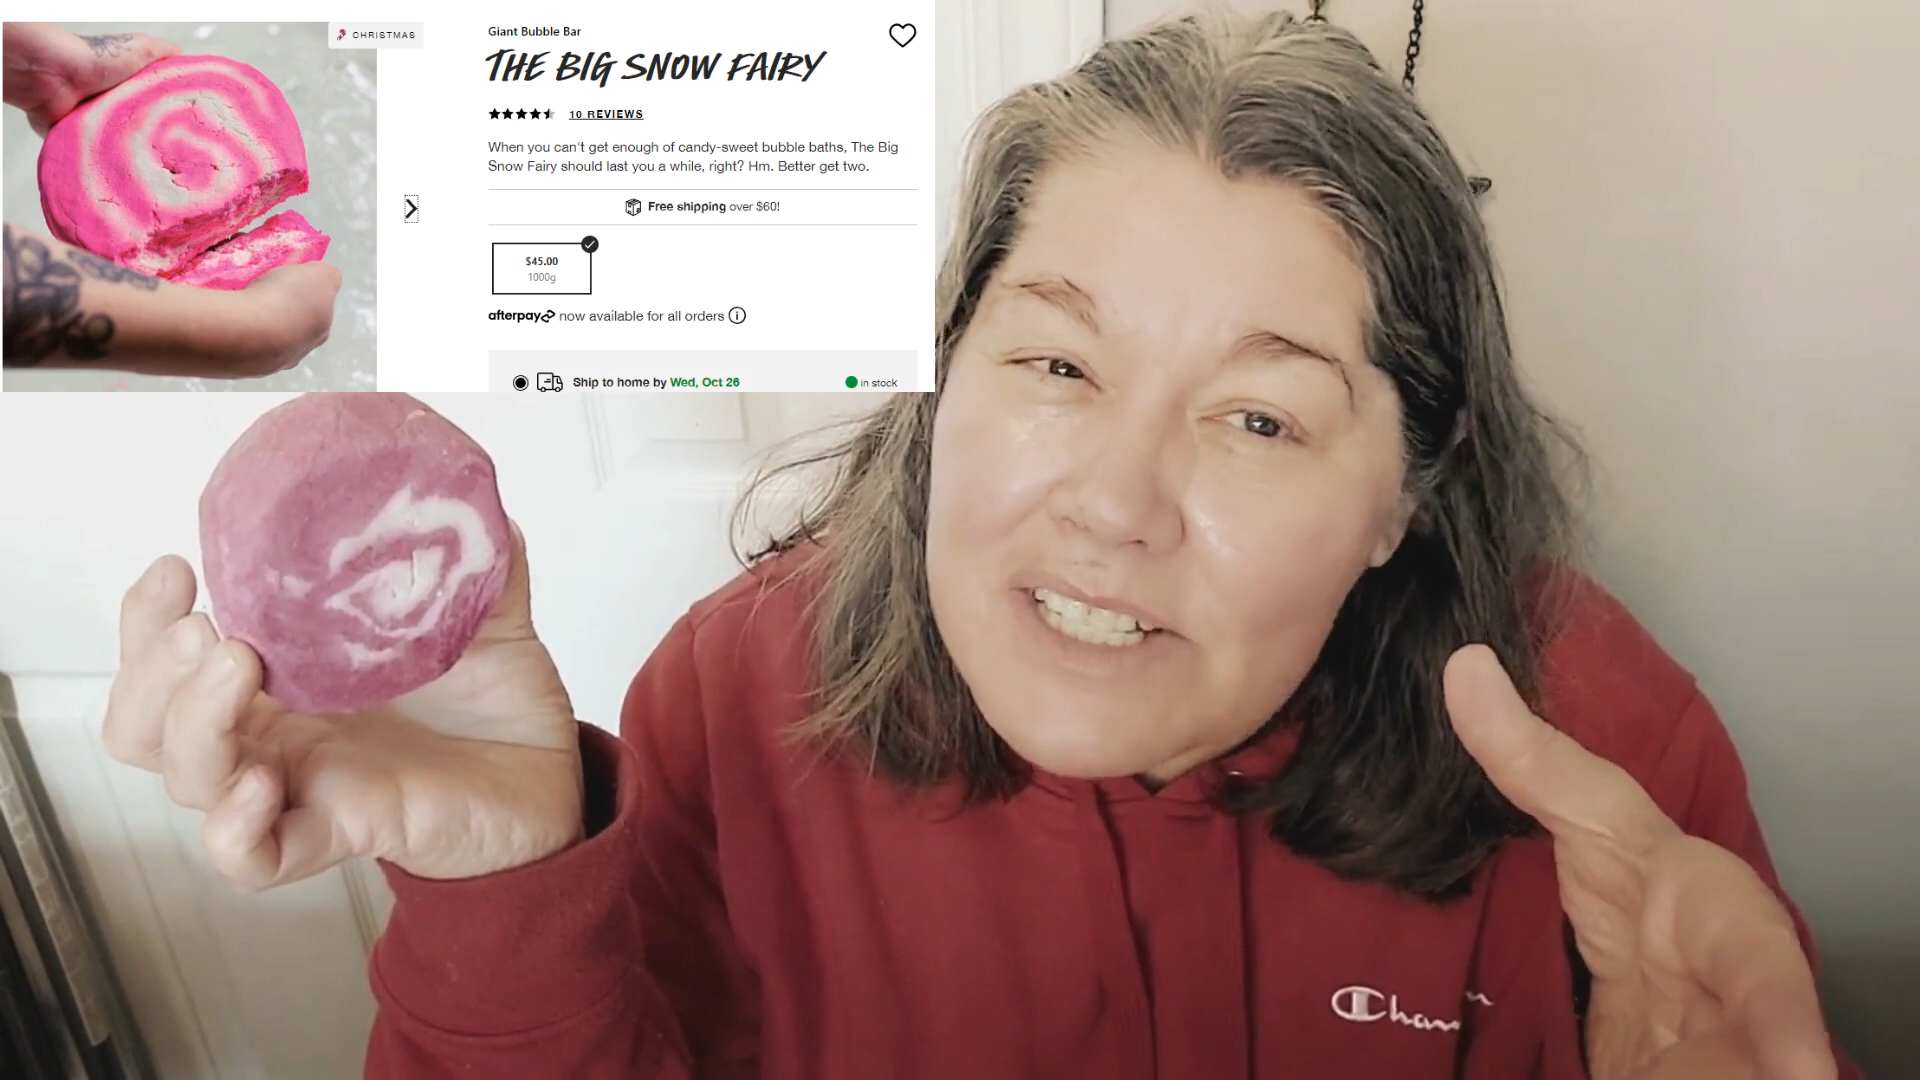 CHRISTMAS
Giant Bubble Bar
THE BIG SNOW FAIRY
10 REVIEWS
When you can't get enough of candy-sweet bubble baths, The Big
Snow Fairy should last you a while, right? Hm. Better get two.
Free shipping over $60!
$45.00
1000g
afterpay now available for all orders
Ship to home by Wed, Oct 26
in stock
Cham